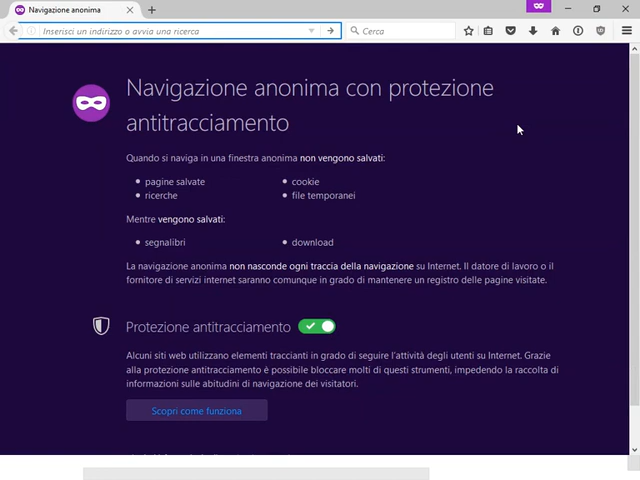 Navigazione anonima
Inserisci un indirizzo o avvia una ricerca
Cerca
Navigazione anonima con protezione
antitracciamento
Quando si naviga in una finestra anonima non vengono salvati:
pagine salvate
cookie
ricerche
file temporanei
Mentre vengono salvati:
segnalibri
download
La navigazione anonima non nasconde ogni traccia della navigazione su Internet. Il datore di lavoro o il
fornitore di servizi internet saranno comunque in grado di mantenere un registro delle pagine visitate.
Protezione antitracciamento
Alcuni siti web utilizzano elementi traccianti in grado di seguire l'attività degli utenti su Internet. Grazie
alla protezione antitracciamento è possibile bloccare molti di questi strumenti, impedendo la raccolta di
informazioni sulle abitudini di navigazione dei visitatori.
Scopri come funziona